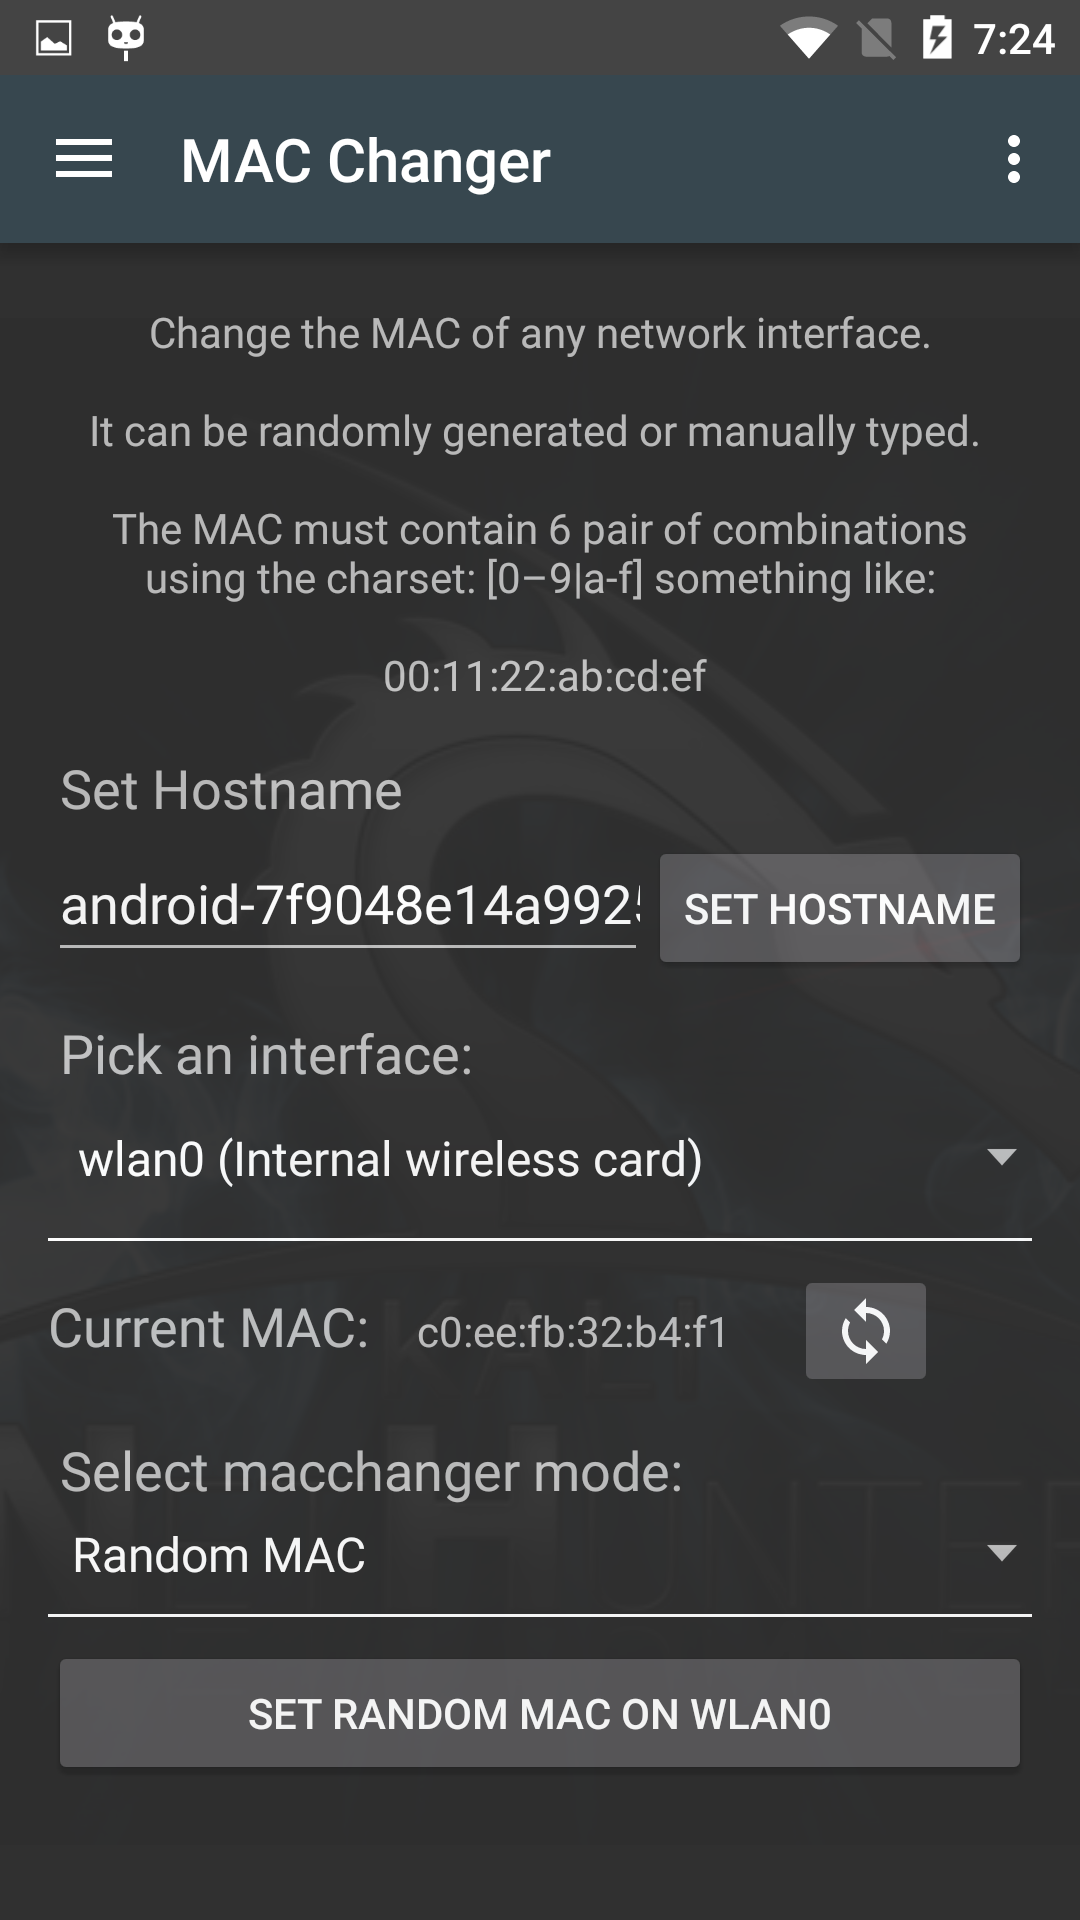 7:24
MAC Changer
Change the MAC of any network interface.
It can be randomly generated or manually typed.
The MAC must contain 6 pair of combinations
using the charset: [0–9|a-f] something like:
00:11:22:ab:cd:ef
Set Hostname
android-7f9048e14a9925
SET HOSTNAME
Pick an interface:
wlan0 (Internal wireless card)
Current MAC: c0:ee:fb:32:b4:f1
KALI
NETHUNTER
Select macchanger mode:
Random MAC
SET RANDOM MAC ON WLAN0